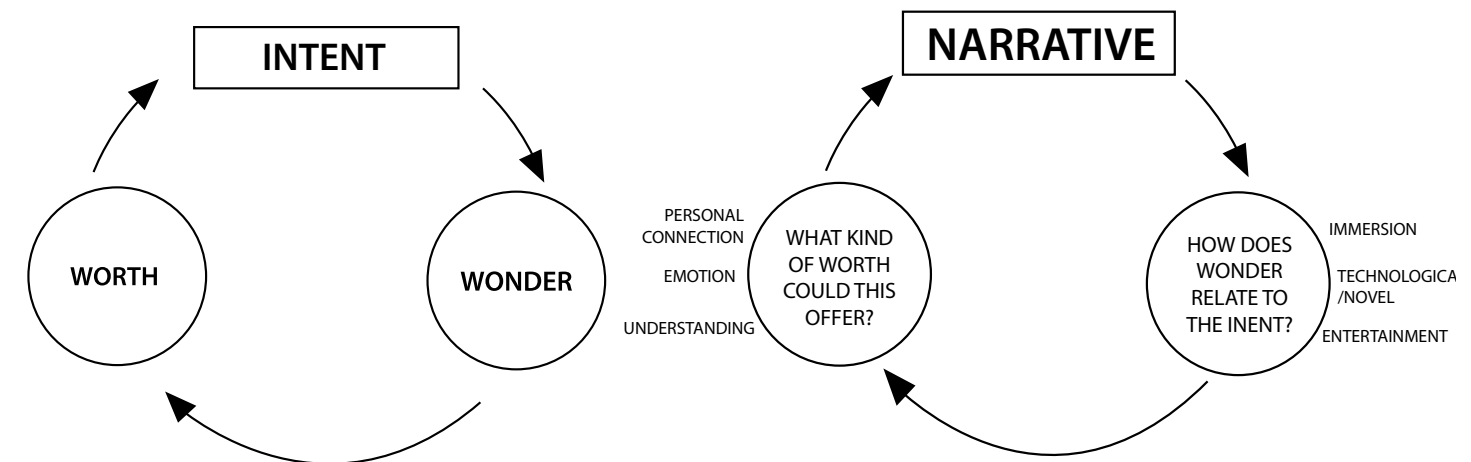 INTENT
WORTH
WONDER
NARRATIVE
PERSONAL
CONNECTION
EMOTION
UNDERSTANDING
WHAT KIND
OF WORTH
COULD THIS
OFFER?
HOW DOES
WONDER
RELATE TO
THE INENT?
IMMERSION
TECHNOLOGICA
/NOVEL
ENTERTAINMENT